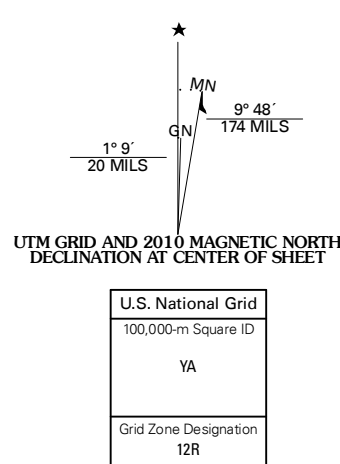 ★
MN
9° 48´
174 MILS
GN
1° 9´
20 MILS
UTM GRID AND 2010 MAGNETIC NORTH
DECLINATION AT CENTER OF SHEET
U.S. National Grid
100,000-m Square ID
YA
Grid Zone Designation
12R